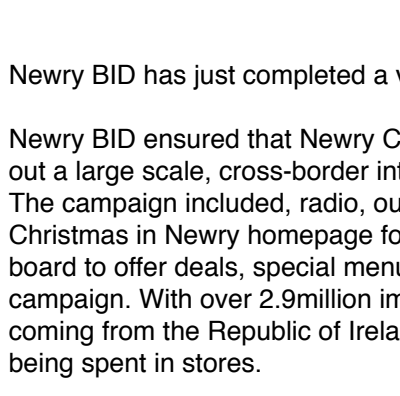 Newry BID has just completed a
Newry BID ensured that Newry C
out a large scale, cross-border in
The campaign included, radio, ou
Christmas in Newry homepage fo
board to offer deals, special menu
campaign. With over 2.9million im
coming from the Republic of Irela
being spent in stores.